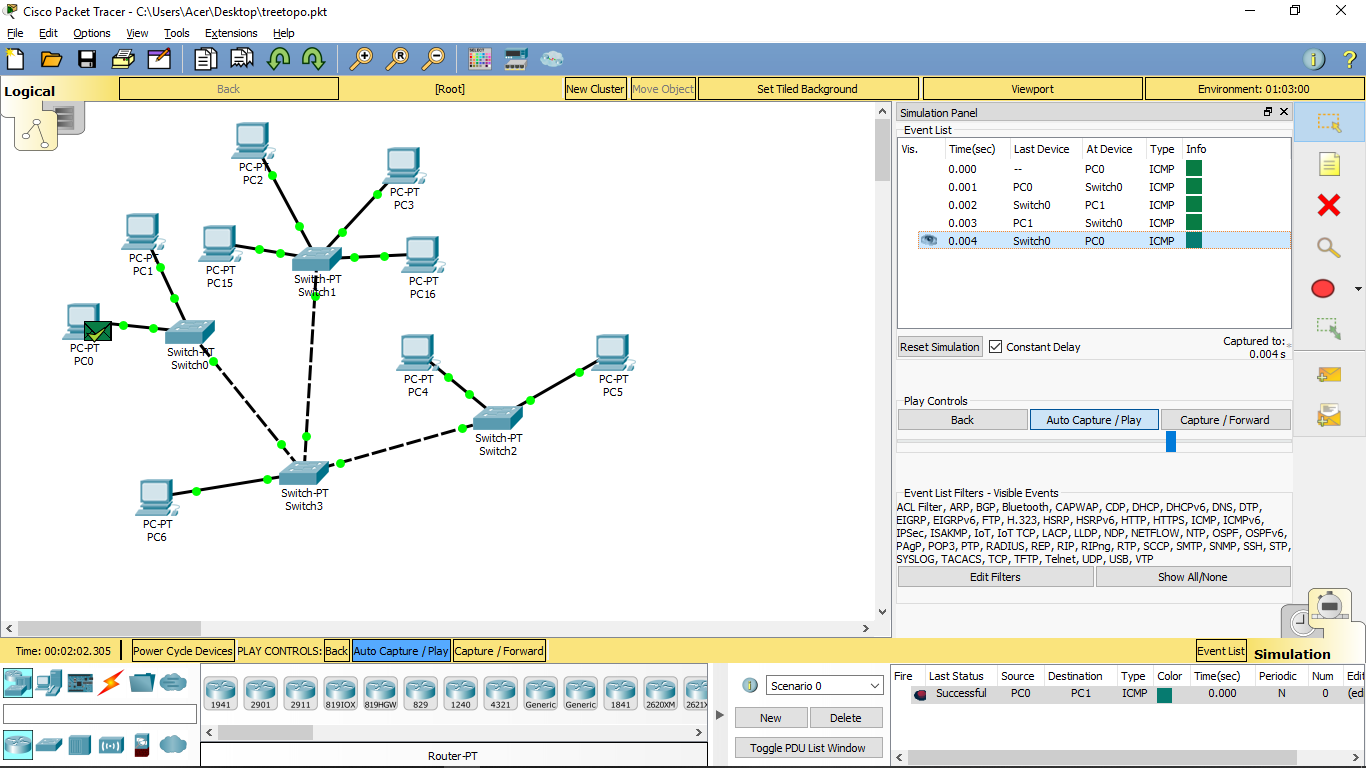 Cisco Packet Tracer - C:\Users\Acer\Desktop\treetopo.pkt
File Edit Options View Tools Extensions Help
Logical
Back
[Root]
New Cluster
Move Object
Set Tiled Background
Viewport
Environment: 01:03:00
PC-PT
PC2
PC-PT
PC3
PC-PT
PC1
PC-PT
PC15
Switch-PT
Switch1
PC-PT
PC16
PC-PT
PC0
Switch-PT
Switch0
PC-PT
PC4
PC-PT
PC5
Switch-PT
Switch2
Switch-PT
Switch3
PC-PT
PC6
Simulation Panel
Event List
Vis. Time(sec) Last Device At Device Type Info
0.000 -- PC0 ICMP
0.001 PC0 Switch0 ICMP
0.002 Switch0 PC1 ICMP
0.003 PC1 Switch0 ICMP
0.004 Switch0 PC0 ICMP
Reset Simulation
Constant Delay
Captured to:
0.004 s
Play Controls
Back
Auto Capture / Play
Capture / Forward
Event List Filters - Visible Events
ACL Filter, ARP, BGP, Bluetooth, CAPWAP, CDP, DHCP, DHCPv6, DNS, DTP,
EIGRP, EIGRPv6, FTP, H.323, HSRP, HSRPv6, HTTP, HTTPS, ICMP, ICMPv6,
IPSec, ISAKMP, IoT, IoT TCP, LACP, LLDP, NDP, NETFLOW, NTP, OSPF, OSPFv6,
PAgP, POP3, PTP, RADIUS, REP, RIP, RIPng, RTP, SCCP, SMTP, SNMP, SSH, STP,
SYSLOG, TACACS, TCP, TFTP, Telnet, UDP, USB, VTP
Edit Filters
Show All/None
Time: 00:02:02.305
Power Cycle Devices
PLAY CONTROLS:
Back
Auto Capture / Play
Capture / Forward
Event List
Simulation
1941 2901 2911 819IOX 819HGW 829 1240 4321 Generic Generic 1841 2620XM 2621X
Router-PT
Scenario 0
New
Delete
Toggle PDU List Window
Fire Last Status Source Destination Type Color Time(sec) Periodic Num Edit
Successful PC0 PC1 ICMP 0.000 N 0 (edi